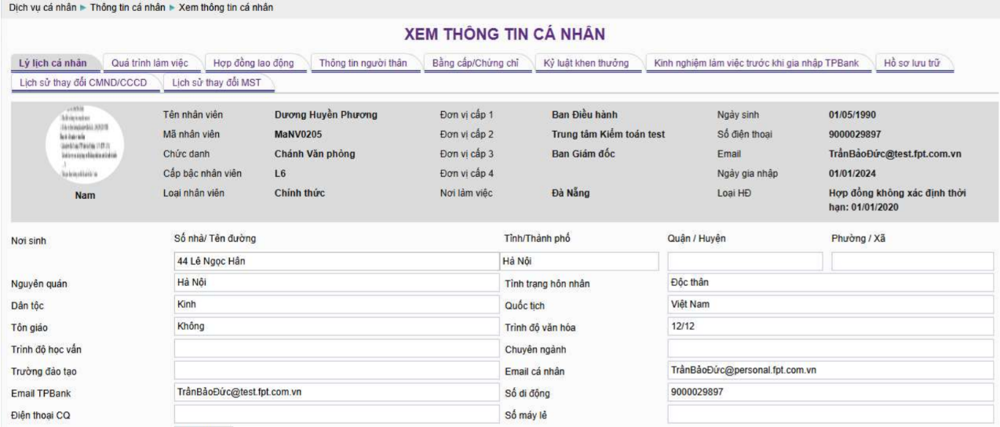 Dịch vụ cá nhân ▶ Thông tin cá nhân ▶ Xem thông tin cá nhân
XEM THÔNG TIN CÁ NHÂN
Lý lịch cá nhân Quá trình làm việc Hợp đồng lao động Thông tin người thân Bằng cấp/Chứng chỉ Kỷ luật khen thưởng Kinh nghiệm làm việc trước khi gia nhập TPBank Hồ sơ lưu trữ
Lịch sử thay đổi CMND/CCCD Lịch sử thay đổi MST
Tên nhân viên Dương Huyền Phương Đơn vị cấp 1 Ban Điều hành Ngày sinh 01/05/1990
Mã nhân viên MaNV0205 Đơn vị cấp 2 Trung tâm Kiểm toán test Số điện thoại 9000029897
Chức danh Chánh Văn phòng Đơn vị cấp 3 Ban Giám đốc Email TrầnBảoĐức@test.fpt.com.vn
Cấp bậc nhân viên L6 Đơn vị cấp 4 Ngày gia nhập 01/01/2024
Nam Loại nhân viên Chính thức Nơi làm việc Đà Nẵng Loại HĐ Hợp đồng không xác định thời
hạn: 01/01/2020
Nơi sinh Số nhà/ Tên đường Tỉnh/Thành phố Quận / Huyện Phường / Xã
44 Lê Ngọc Hân Hà Nội
Nguyên quán Hà Nội Tình trạng hôn nhân Độc thân
Dân tộc Kinh Quốc tịch Việt Nam
Tôn giáo Không Trình độ văn hóa 12/12
Trình độ học vấn Chuyên ngành
Trường đào tạo Email cá nhân TrầnBảoĐức@personal.fpt.com.vn
Email TPBank TrầnBảoĐức@test.fpt.com.vn Số di động 9000029897
Điện thoại CQ Số máy lẻ